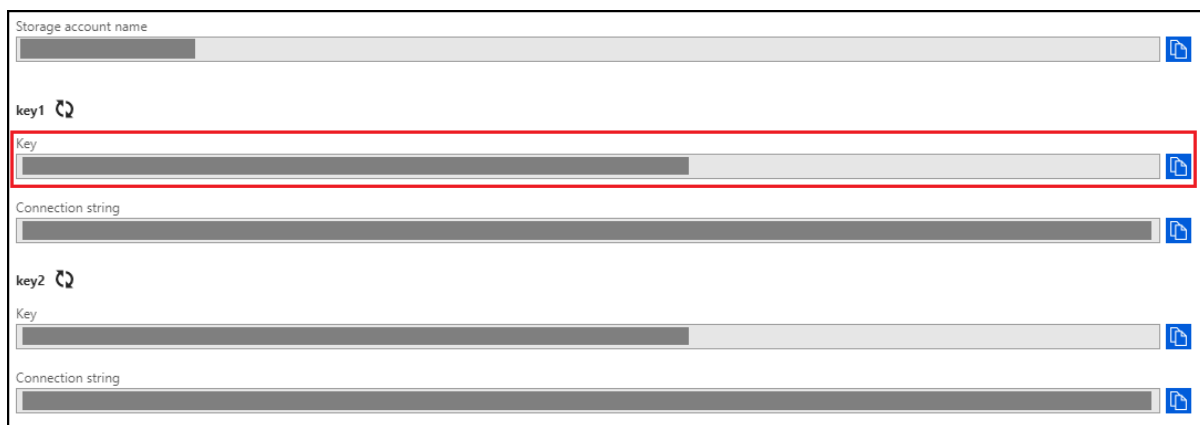 Storage account name
key1
Key
Connection string
key2
Key
Connection string